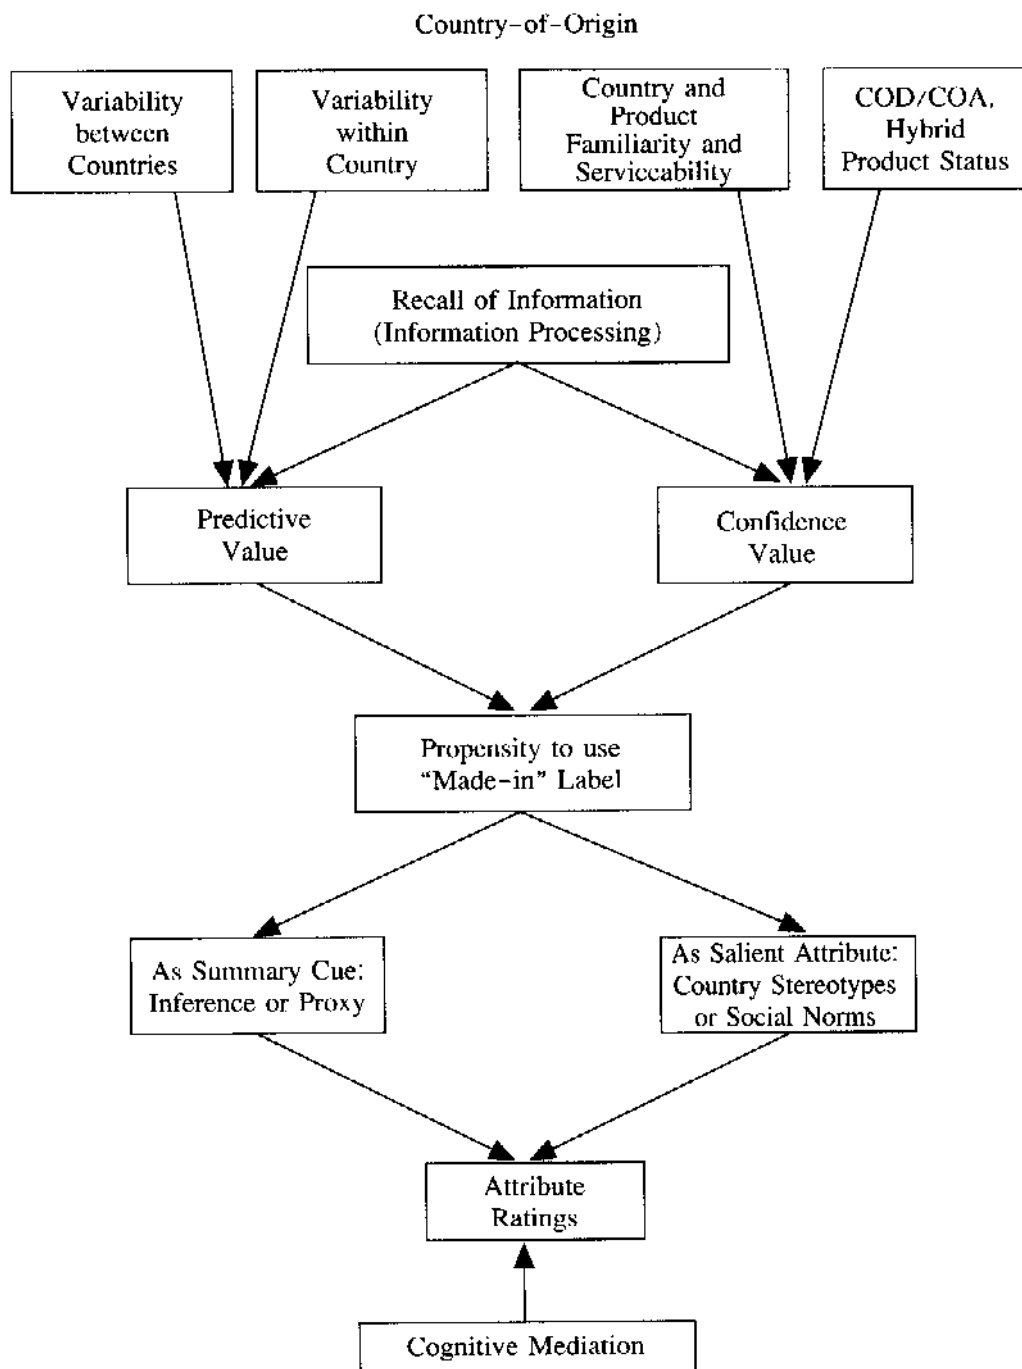 Country-of-Origin
Variability
between
Countries
Variability
within
Country
Country and
Product
Familiarity and
Serviccability
COD/COA,
Hybrid
Product Status
Recall of Information
(Information Processing)
Predictive
Value
Confidence
Value
Propensity to use
“Made-in” Label
As Summary Cue:
Inference or Proxy
As Salient Attribute:
Country Stereotypes
or Social Norms
Attribute
Ratings
Cognitive Mediation